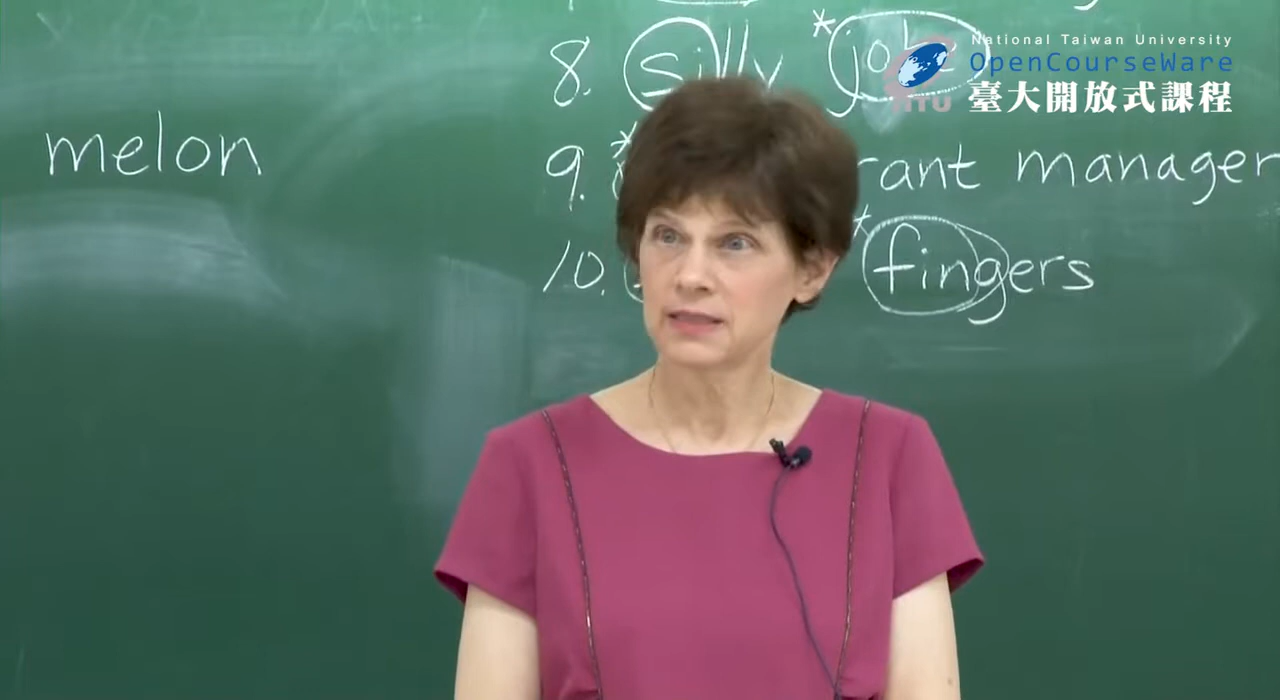 8. silly *joke
National Taiwan University
OpenCourseWare
NTU 臺大開放式課程
melon
9. * rant manager
10. * fingers